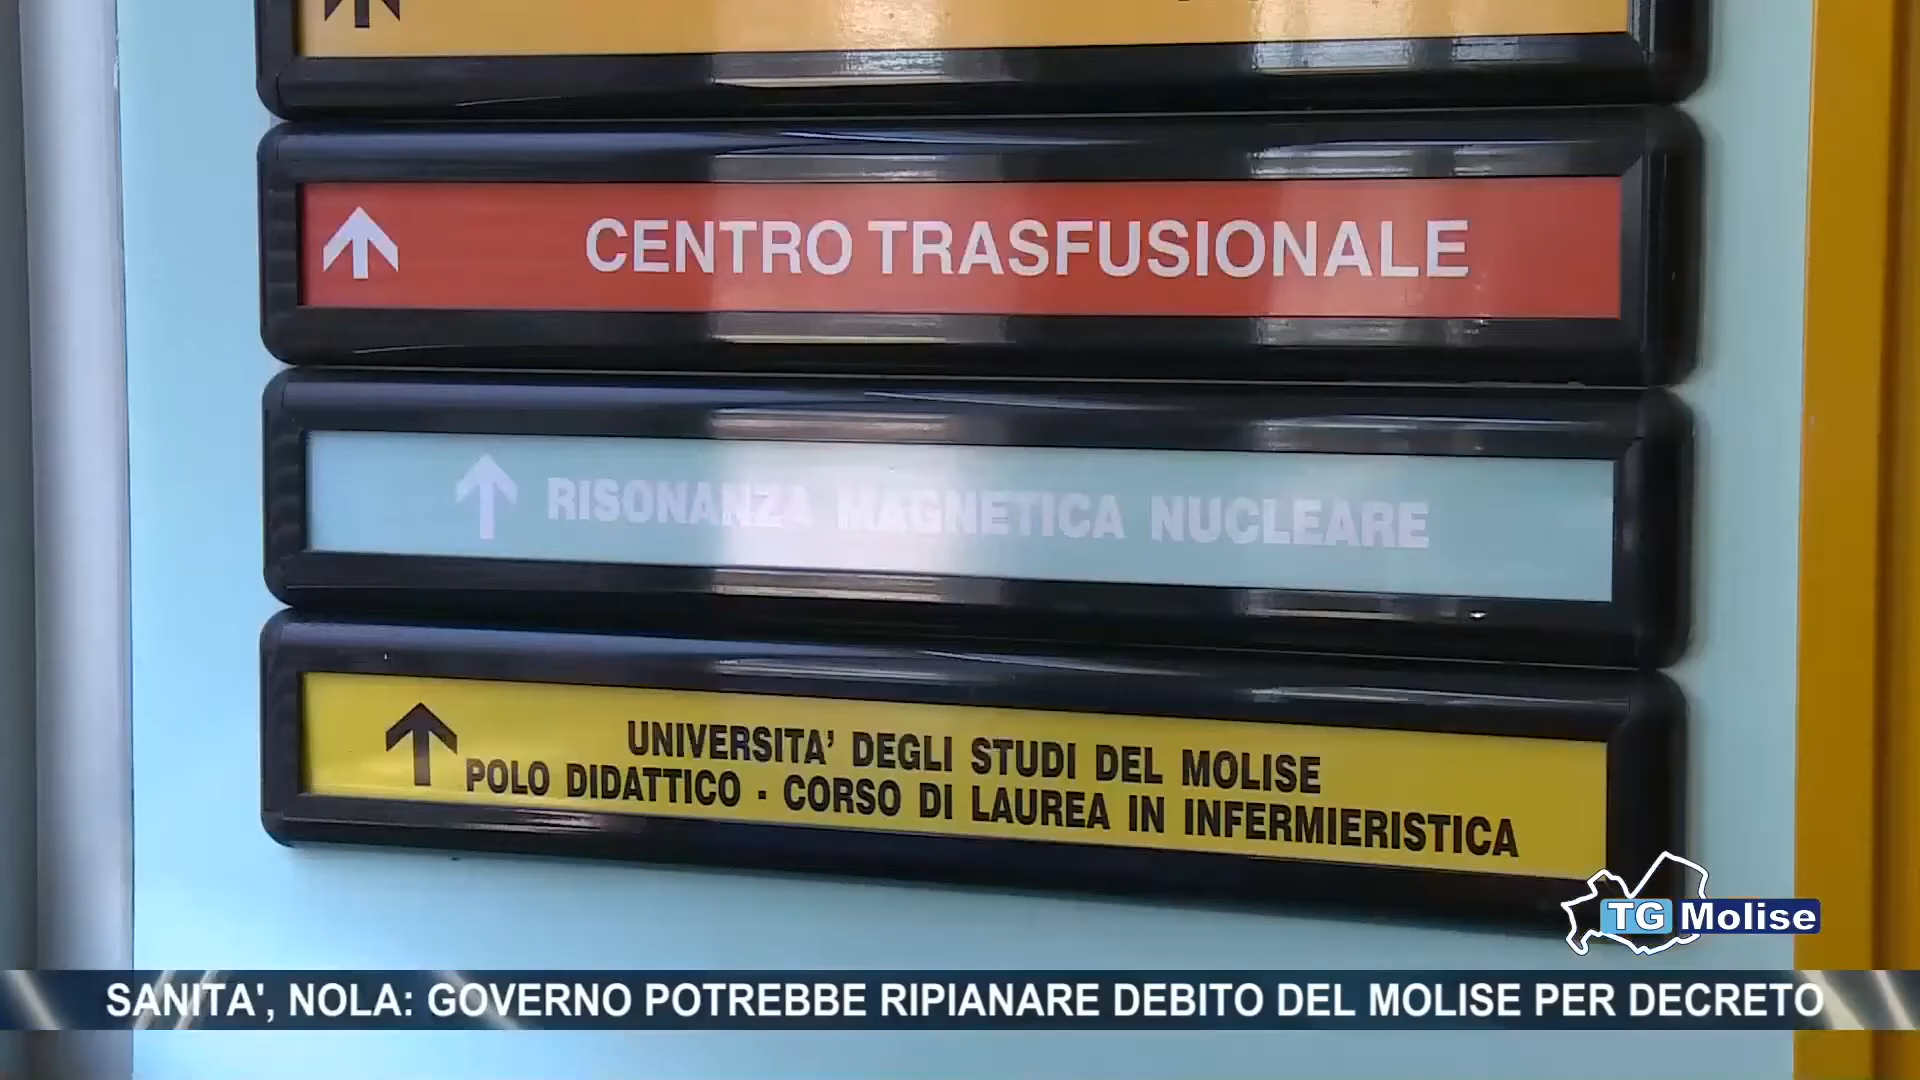 CENTRO TRASFUSIONALE
RISONANZA MAGNETICA NUCLEARE
UNIVERSITA' DEGLI STUDI DEL MOLISE
POLO DIDATTICO - CORSO DI LAUREA IN INFERMIERISTICA
TG Molise
SANITA', NOLA: GOVERNO POTREBBE RIPIANARE DEBITO DEL MOLISE PER DECRETO